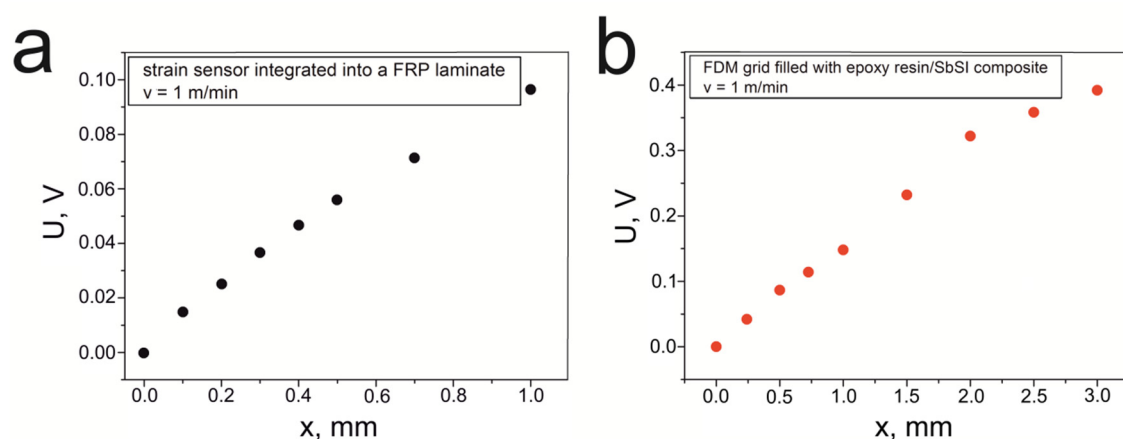 a
strain sensor integrated into a FRP laminate
v = 1 m/min
0.10
0.08
0.06
0.04
0.02
0.00
U, V
0.0 0.2 0.4 0.6 0.8 1.0
x, mm
b
FDM grid filled with epoxy resin/SbSI composite
v = 1 m/min
0.4
0.3
0.2
0.1
0.0
U, V
0.0 0.5 1.0 1.5 2.0 2.5 3.0
x, mm